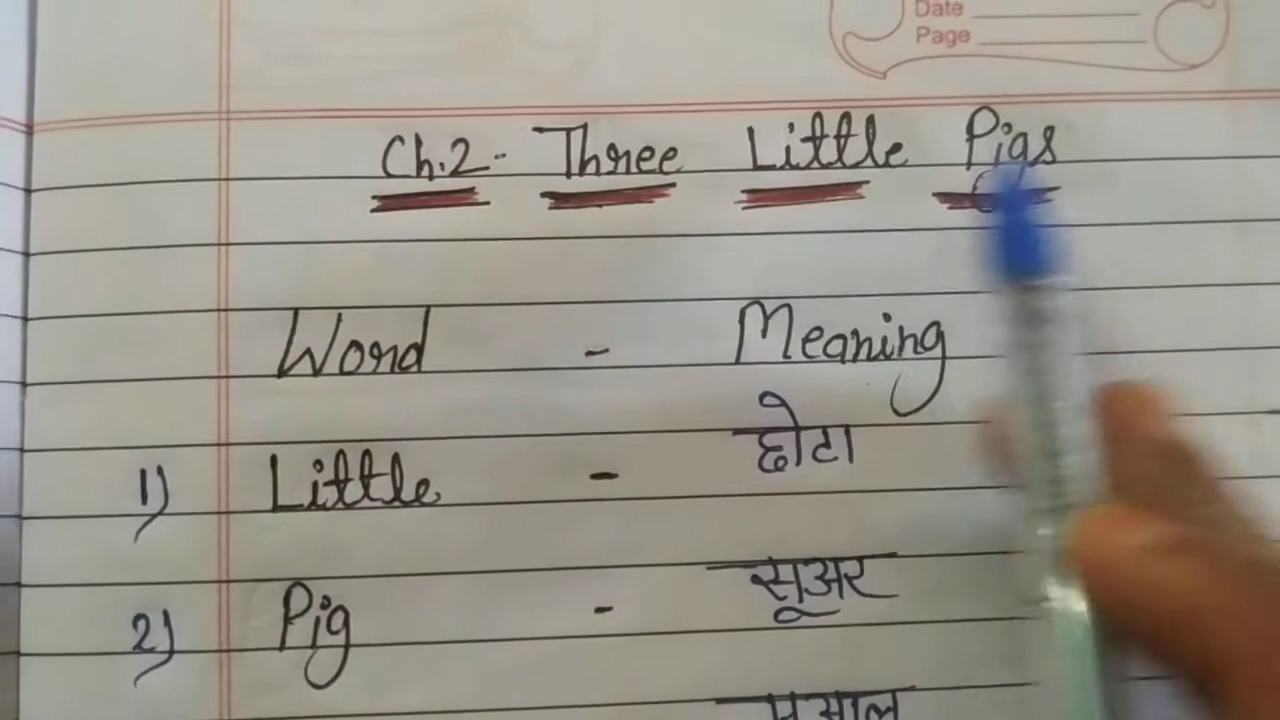 Date
Page
Ch.2- Three Little Pigs
Word - Meaning
1) Little - छोटा
2) Pig - सूअर